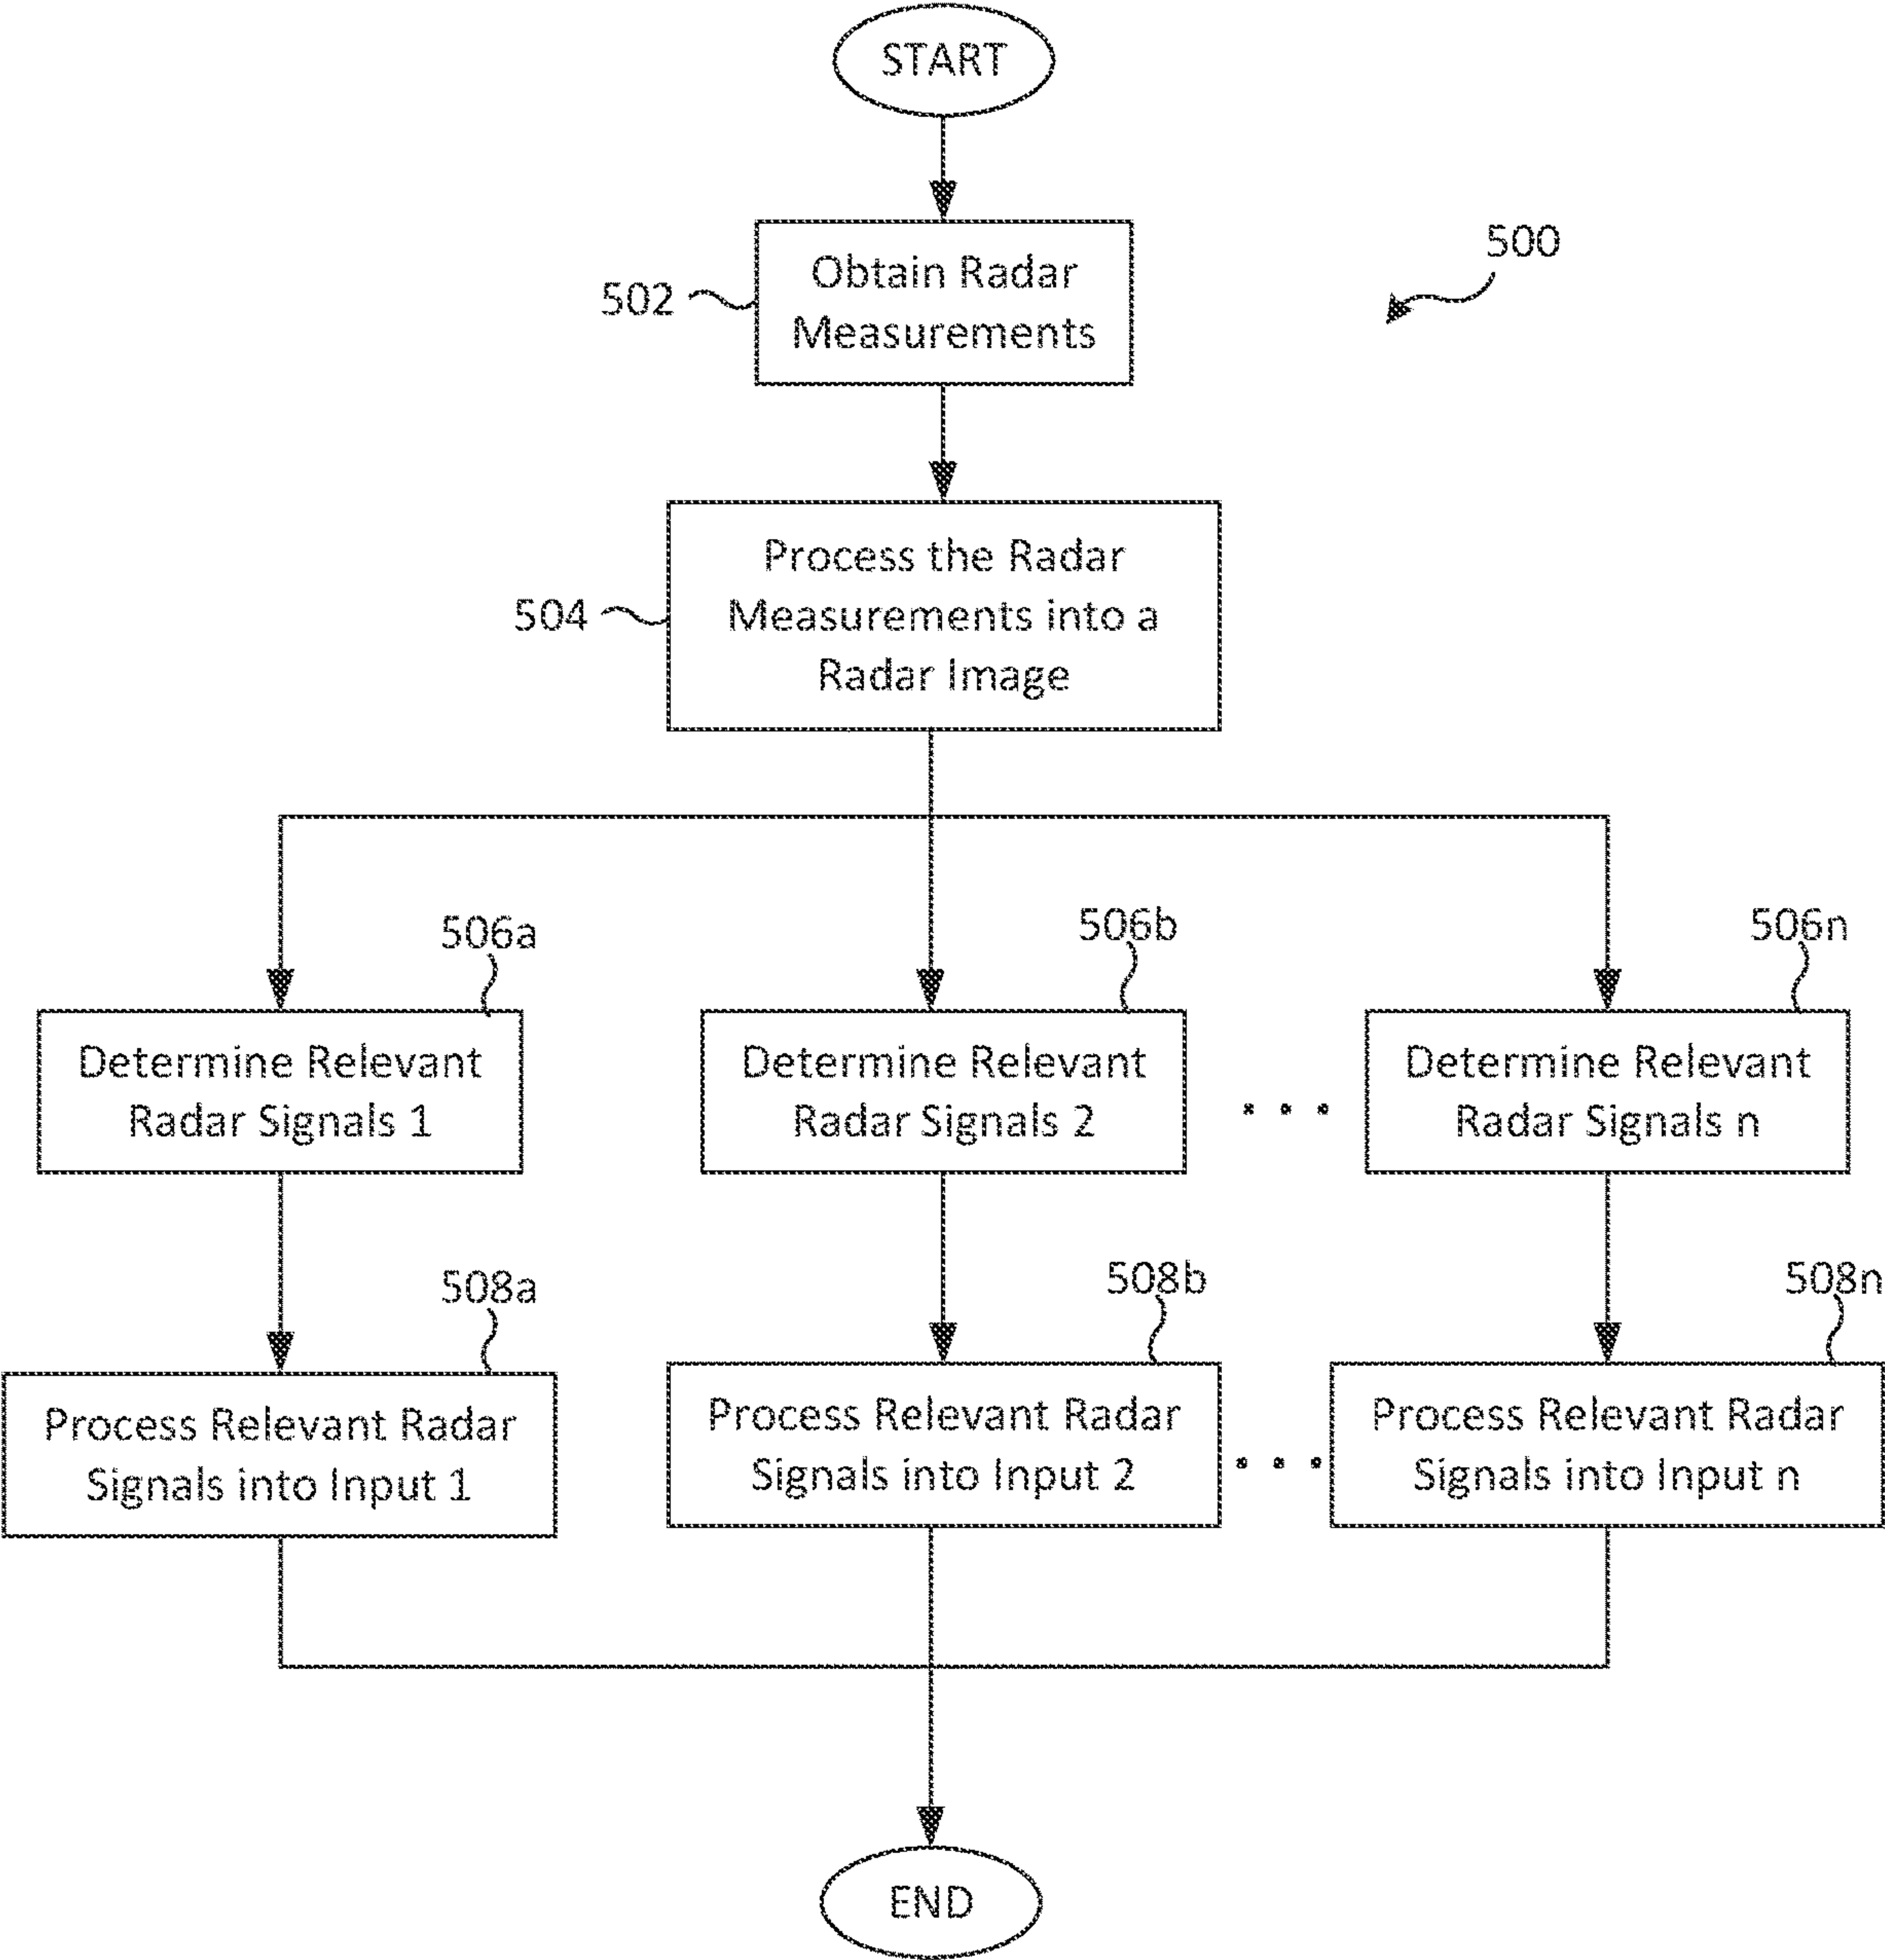 START
500
502
Obtain Radar
Measurements
504
Process the Radar
Measurements into a
Radar Image
506a
506b
506n
Determine Relevant
Radar Signals 1
Determine Relevant
Radar Signals 2
. . .
Determine Relevant
Radar Signals n
508a
508b
508n
Process Relevant Radar
Signals into Input 1
Process Relevant Radar
Signals into Input 2
. . .
Process Relevant Radar
Signals into Input n
END